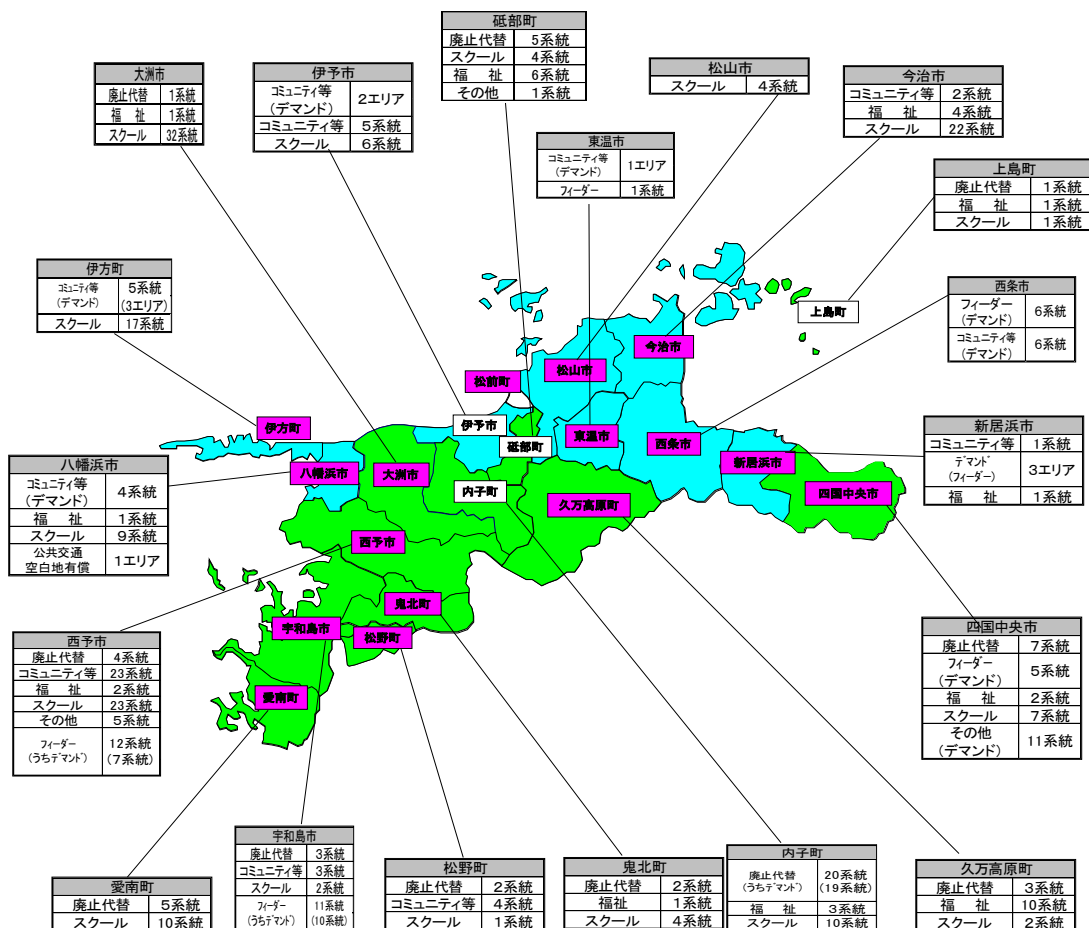 砥部町
廃止代替 5系統
スクール 4系統
福 祉 6系統
その他 1系統
大洲市
廃止代替 1系統
福 祉 1系統
スクール 32系統
伊予市
コミュニティ等
(デマンド) 2エリア
コミュニティ等 5系統
スクール 6系統
松山市
スクール 4系統
今治市
コミュニティ等 2系統
福 祉 4系統
スクール 22系統
東温市
コミュニティ等
(デマンド) 1エリア
フィーダー 1系統
上島町
廃止代替 1系統
福 祉 1系統
スクール 1系統
伊方町
コミュニティ等 5系統
(デマンド) (3エリア)
スクール 17系統
西条市
フィーダー
(デマンド) 6系統
コミュニティ等
(デマンド) 6系統
上島町
今治市
松山市
松前町
伊予市
伊方町
砥部町
東温市
西条市
新居浜市
八幡浜市
大洲市
内子町
久万高原町
四国中央市
西予市
鬼北町
宇和島市
松野町
愛南町
新居浜市
コミュニティ等 1系統
デマンド
(フィーダー) 3エリア
福 祉 1系統
八幡浜市
コミュニティ等
(デマンド) 4系統
福 祉 1系統
スクール 9系統
公共交通
空白地有償 1エリア
西予市
廃止代替 4系統
コミュニティ等 23系統
福 祉 2系統
スクール 23系統
その他 5系統
フィーダー 12系統
(うちデマンド) (7系統)
四国中央市
廃止代替 7系統
フィーダー
(デマンド) 5系統
福 祉 2系統
スクール 7系統
その他
(デマンド) 11系統
愛南町
廃止代替 5系統
スクール 10系統
宇和島市
廃止代替 3系統
コミュニティ等 3系統
スクール 2系統
フィーダー 11系統
(うちデマンド) (10系統)
松野町
廃止代替 2系統
コミュニティ等 4系統
スクール 1系統
鬼北町
廃止代替 2系統
福祉 1系統
スクール 4系統
内子町
廃止代替 20系統
(うちデマンド) (19系統)
福 祉 3系統
スクール 10系統
久万高原町
廃止代替 3系統
福 祉 10系統
スクール 2系統